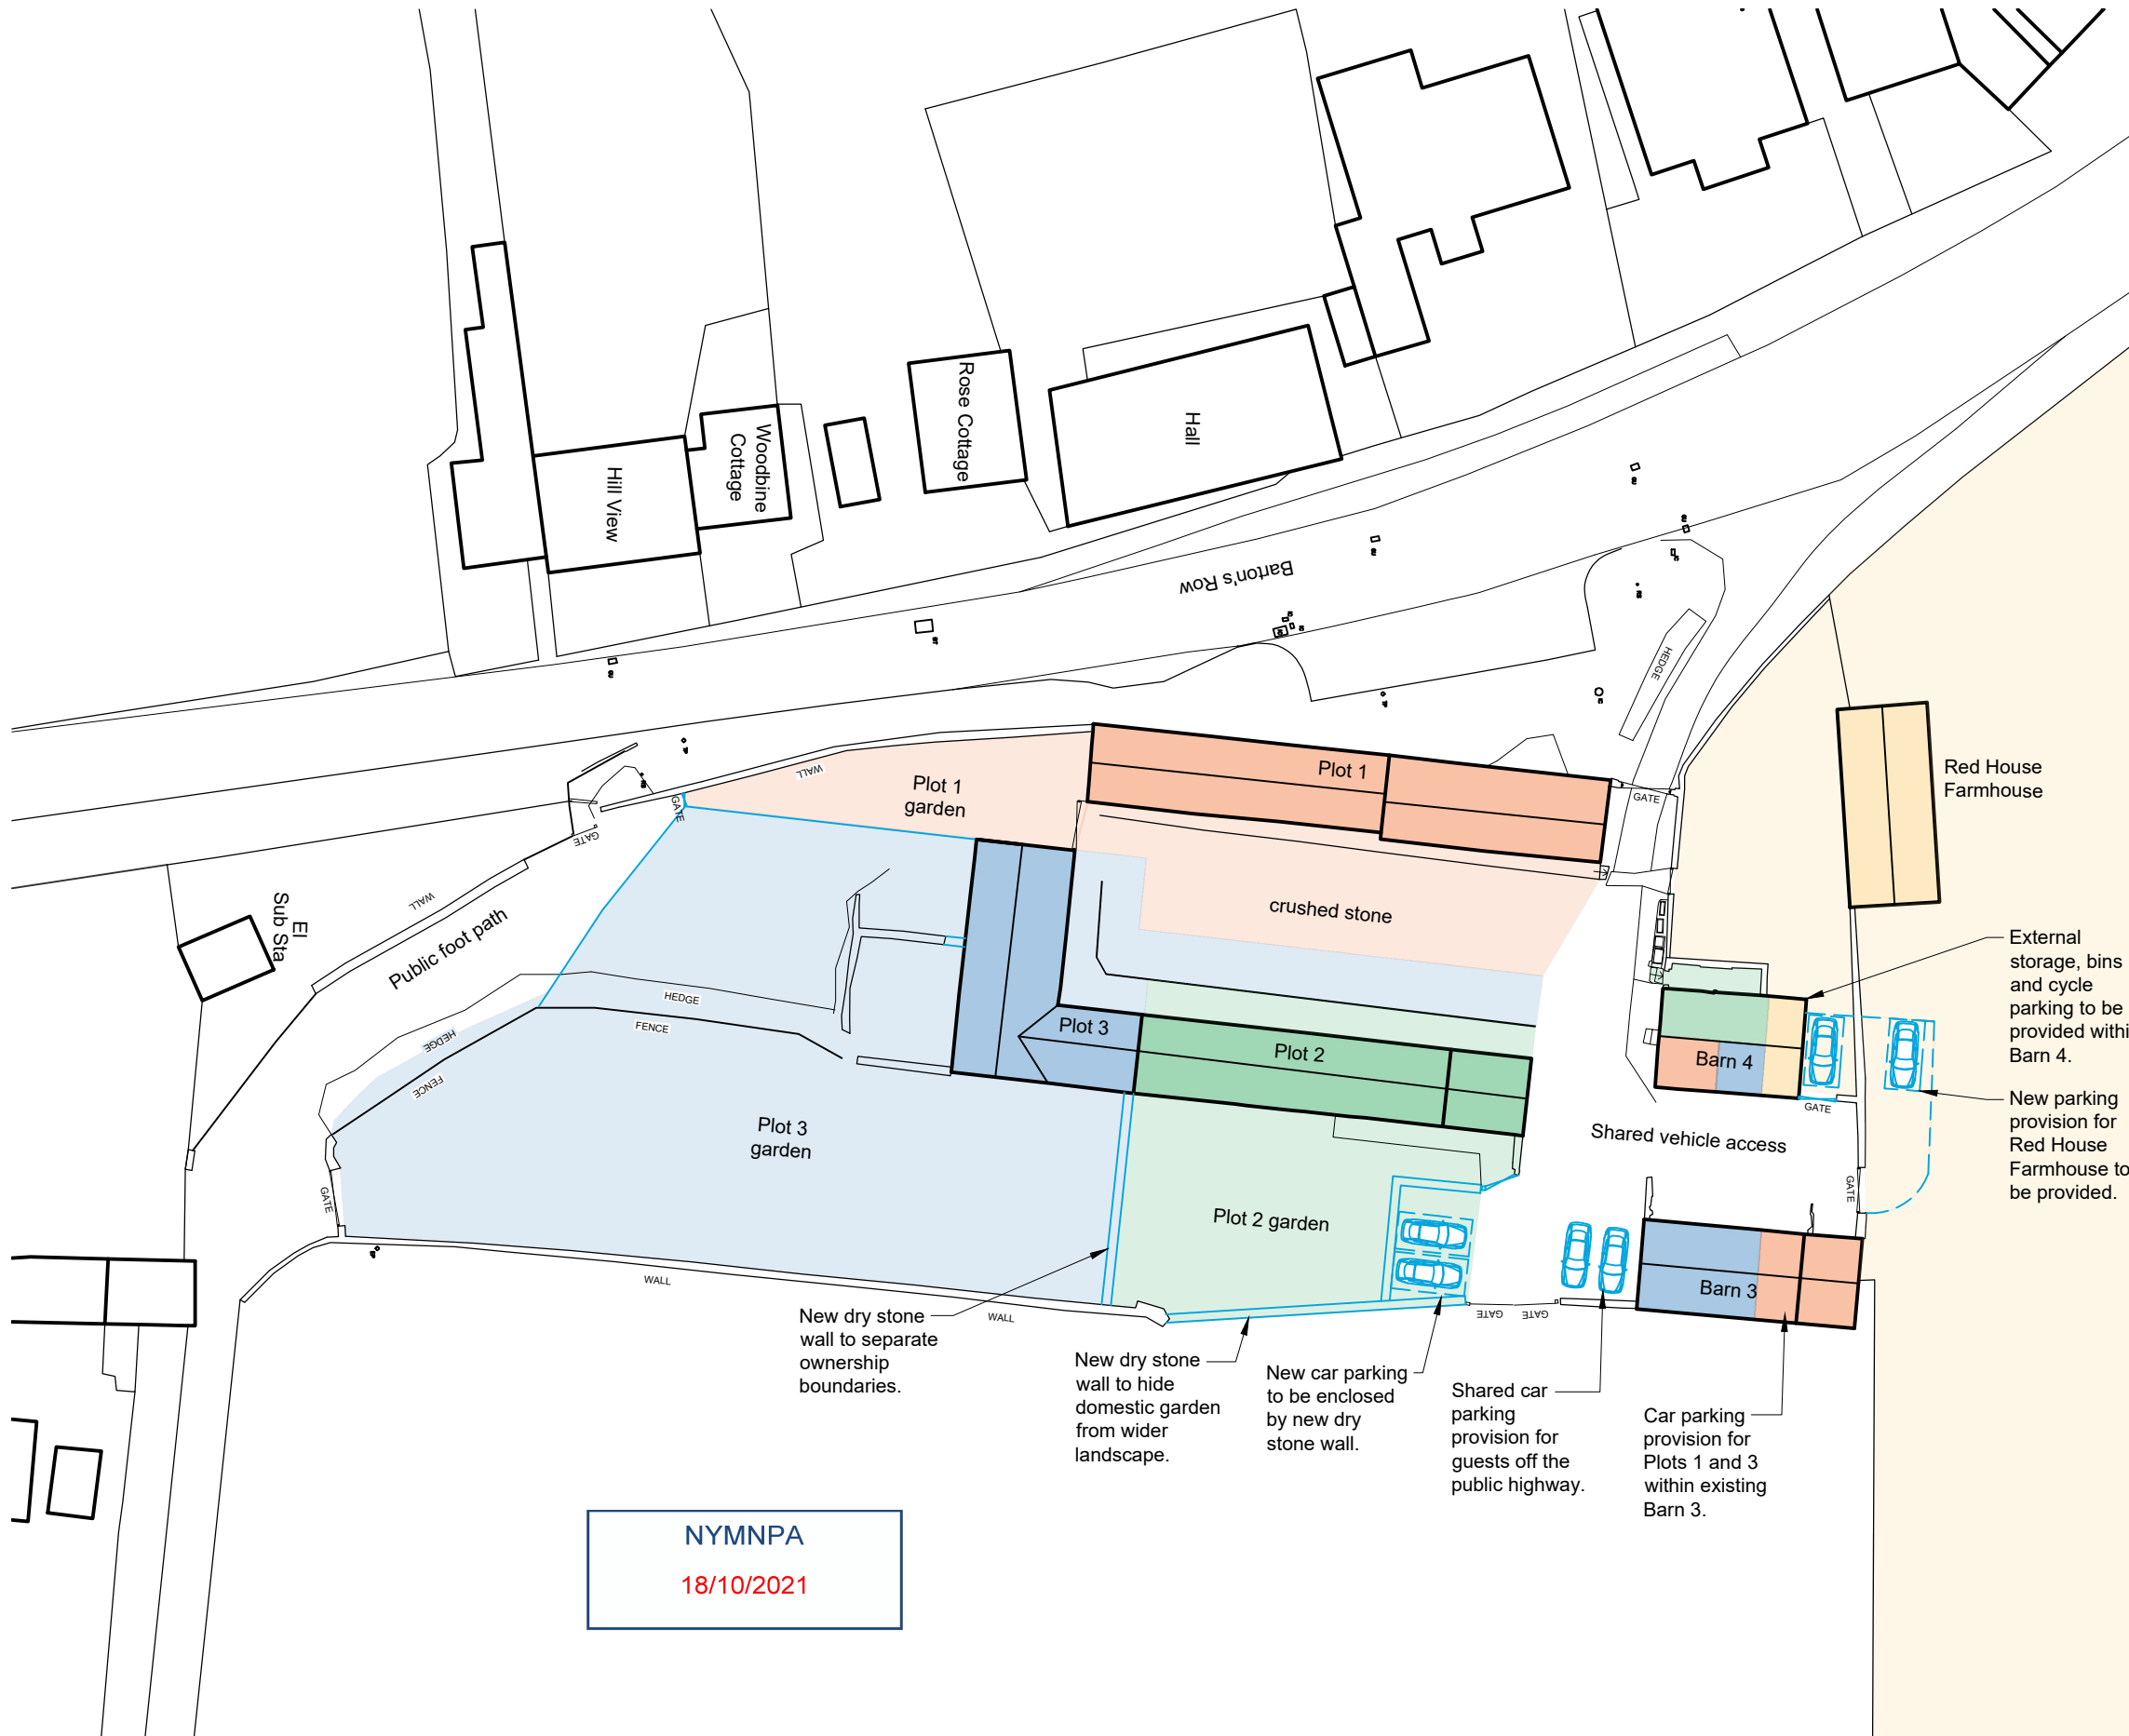 Rose Cottage
Hall
Woodbine
Cottage
Hill View
Barton's Row
HEDGE
Red House
Farmhouse
Plot 1
Plot 1
garden
WALL
GATE
GATE
GATE
El
Sub Sta
WALL
Public foot path
crushed stone
External
storage, bins
and cycle
parking to be
provided withi
Barn 4.
HEDGE
FENCE
HEDGE
FENCE
Plot 3
Plot 2
Barn 4
GATE
New parking
provision for
Red House
Farmhouse to
be provided.
Plot 3
garden
Shared vehicle access
GATE
GATE
Plot 2 garden
Barn 3
WALL
WALL
GATE
GATE
New dry stone
wall to separate
ownership
boundaries.
New dry stone
wall to hide
domestic garden
from wider
landscape.
New car parking
to be enclosed
by new dry
stone wall.
Shared car
parking
provision for
guests off the
public highway.
Car parking
provision for
Plots 1 and 3
within existing
Barn 3.
NYMNPA
18/10/2021